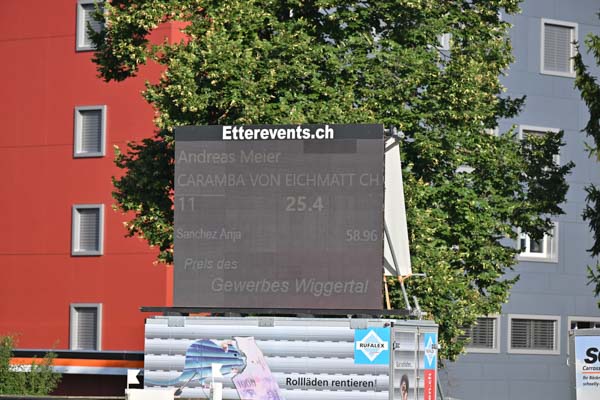 Etterevents.ch
Andreas Meier
CARAMBA VON EICHMATT CH
11 25.4
Sanchez Anja 58.96
Preis des
Gewerbes Wiggertal
RUFALEX
Rollläden rentieren!